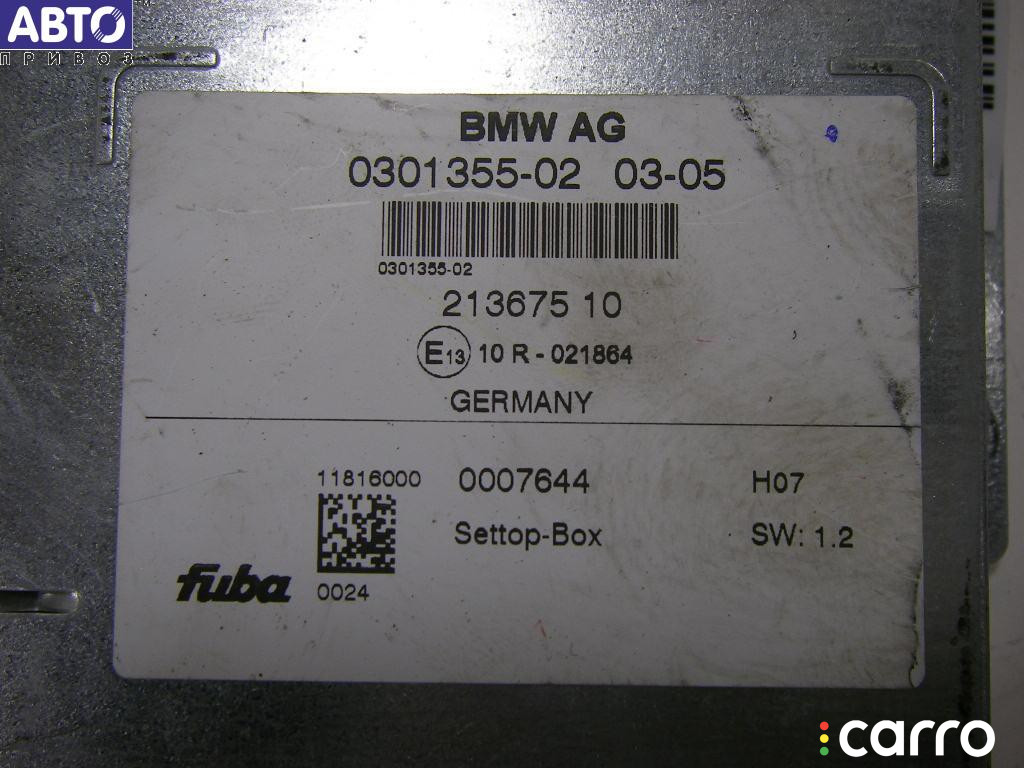 АВТО
ПРИВОЗ
BMW AG
0301355-02 03-05
0301355-02
213675 10
E13 10 R - 021864
GERMANY
11816000 0007644 H07
Settop-Box SW: 1.2
fuba 0024
carro